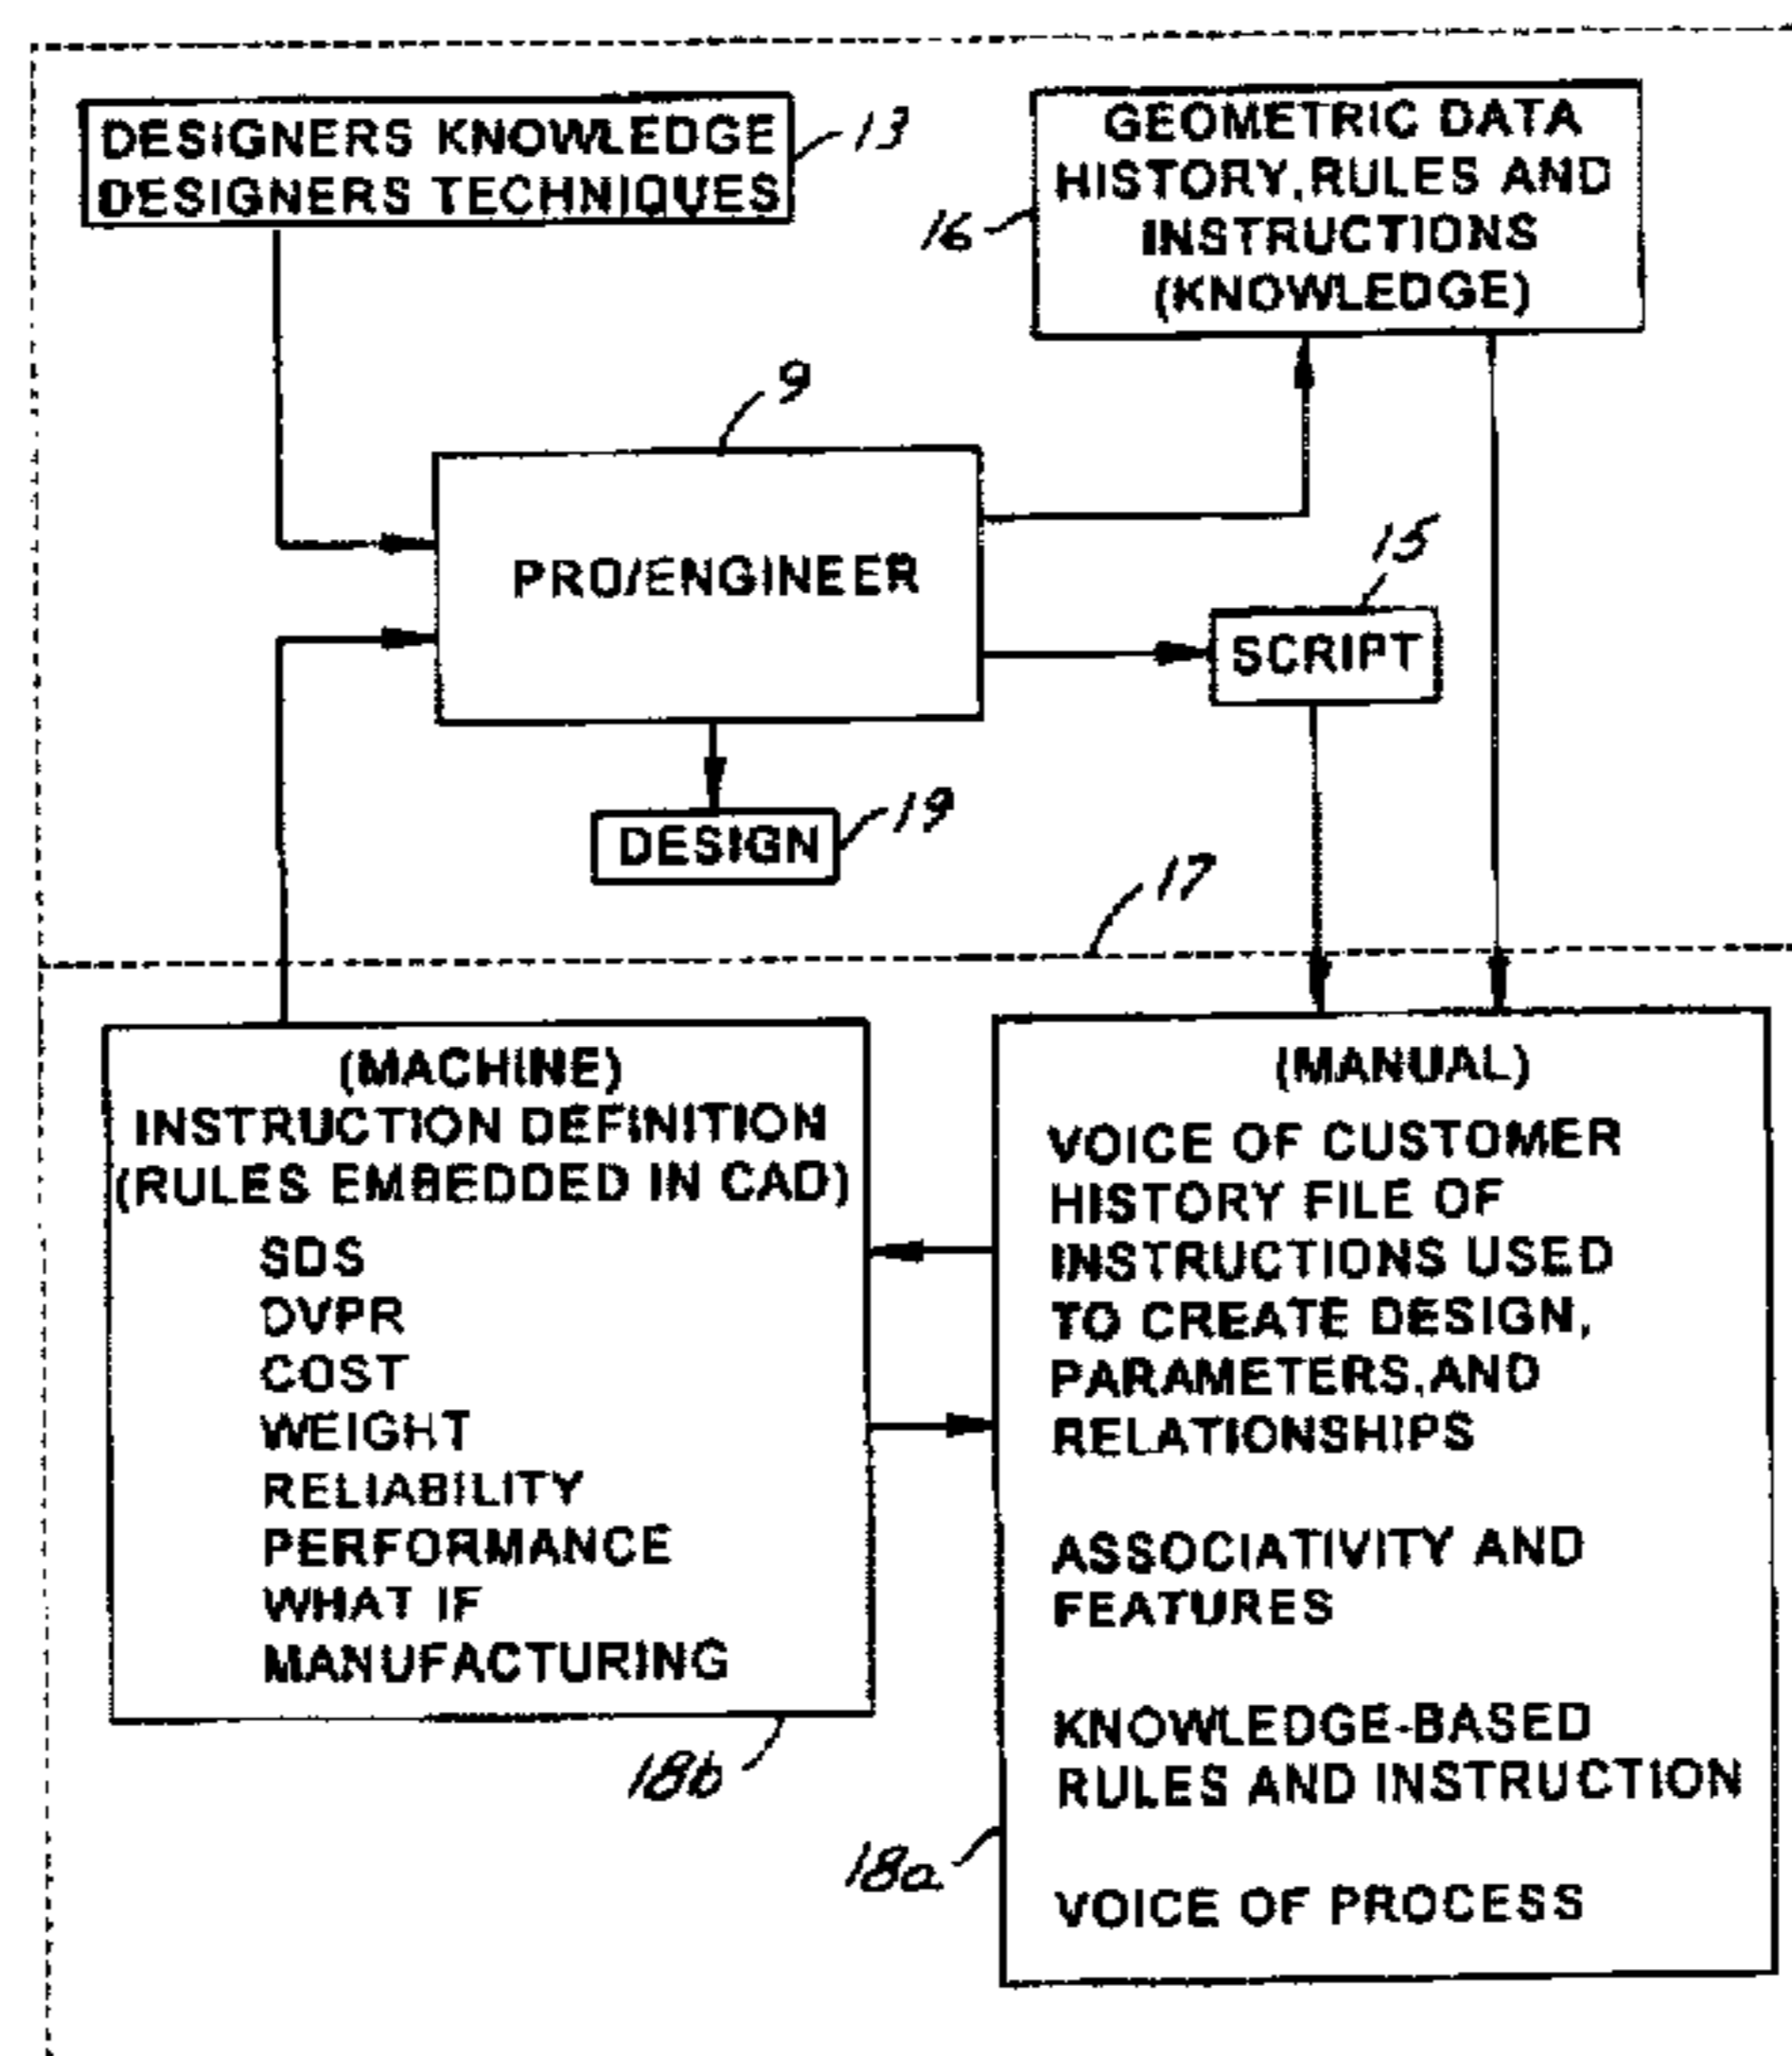 DESIGNERS KNOWLEDGE
DESIGNERS TECHNIQUES
13
GEOMETRIC DATA
HISTORY, RULES AND
INSTRUCTIONS
(KNOWLEDGE)
16
9
PRO/ENGINEER
15
SCRIPT
DESIGN
19
17
(MACHINE)
INSTRUCTION DEFINITION
(RULES EMBEDDED IN CAD)
SDS
DVPR
COST
WEIGHT
RELIABILITY
PERFORMANCE
WHAT IF
MANUFACTURING
18b
(MANUAL)
VOICE OF CUSTOMER
HISTORY FILE OF
INSTRUCTIONS USED
TO CREATE DESIGN,
PARAMETERS, AND
RELATIONSHIPS
ASSOCIATIVITY AND
FEATURES
KNOWLEDGE-BASED
RULES AND INSTRUCTION
VOICE OF PROCESS
18a